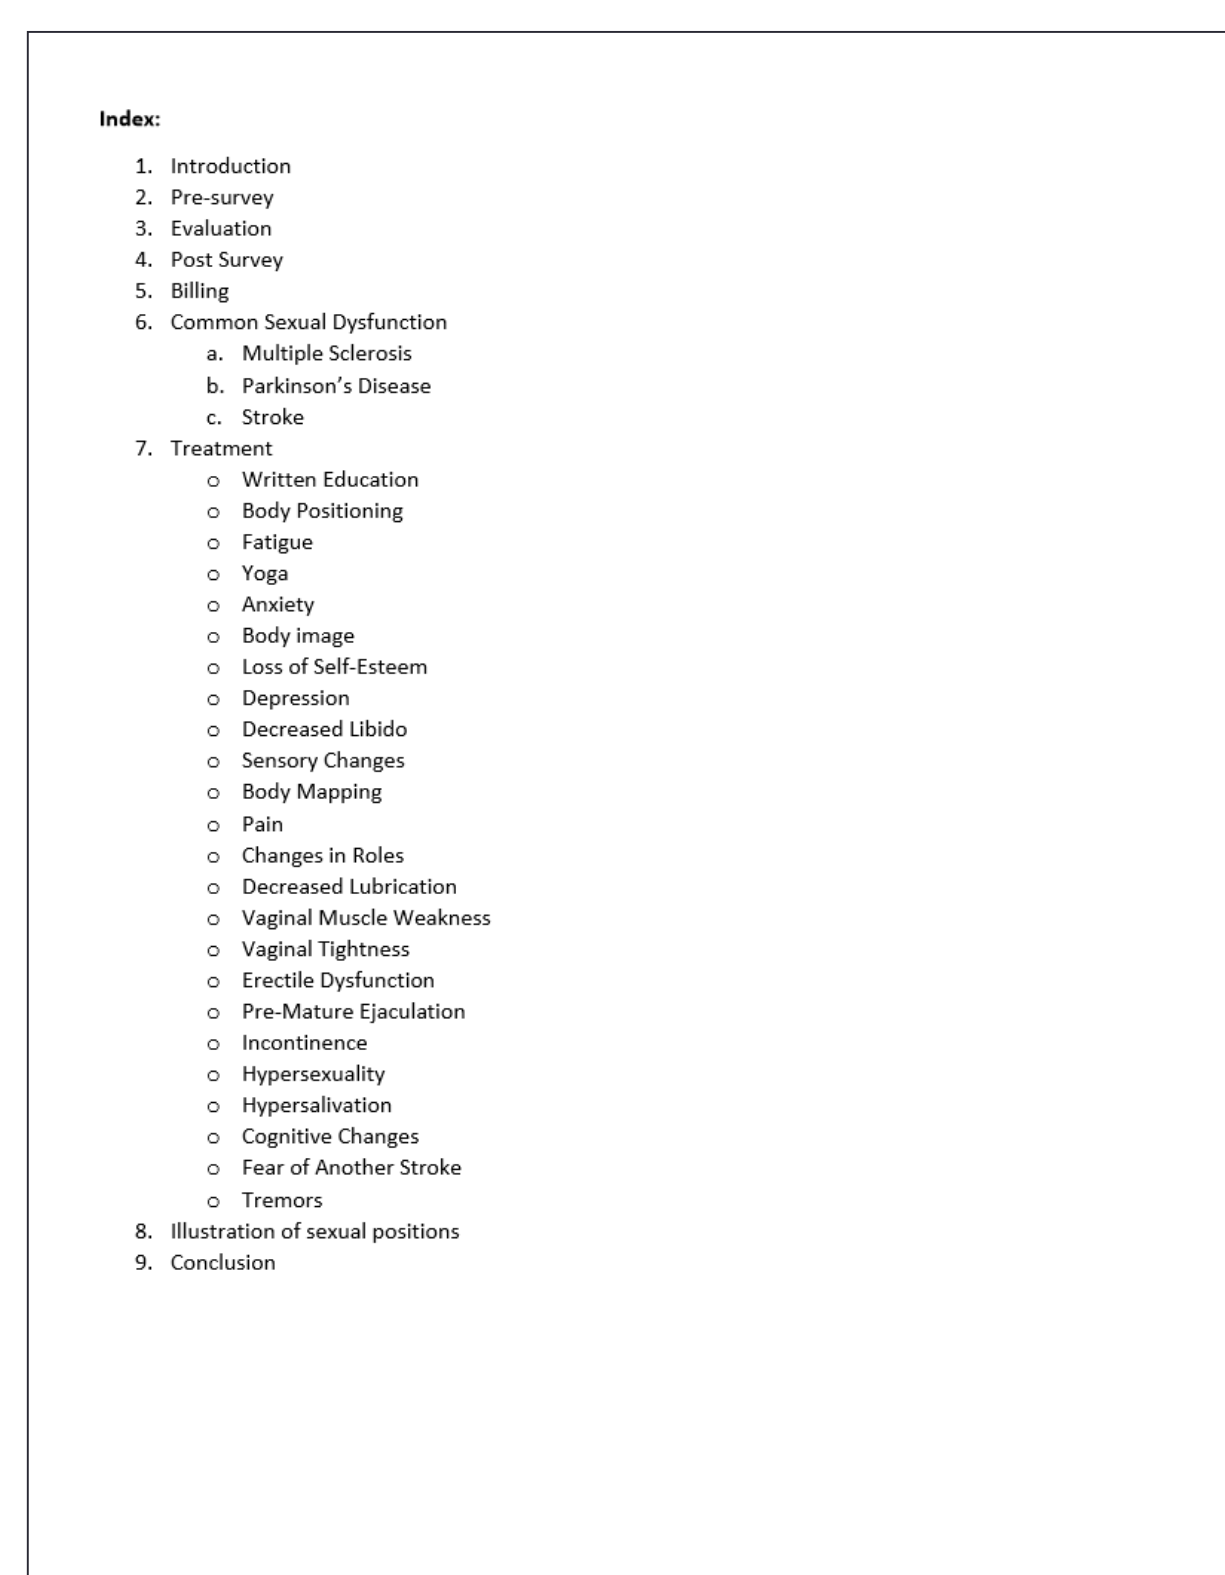 Index:
1. Introduction
2. Pre-survey
3. Evaluation
4. Post Survey
5. Billing
6. Common Sexual Dysfunction
a. Multiple Sclerosis
b. Parkinson’s Disease
c. Stroke
7. Treatment
o Written Education
o Body Positioning
o Fatigue
o Yoga
o Anxiety
o Body image
o Loss of Self-Esteem
o Depression
o Decreased Libido
o Sensory Changes
o Body Mapping
o Pain
o Changes in Roles
o Decreased Lubrication
o Vaginal Muscle Weakness
o Vaginal Tightness
o Erectile Dysfunction
o Pre-Mature Ejaculation
o Incontinence
o Hypersexuality
o Hypersalivation
o Cognitive Changes
o Fear of Another Stroke
o Tremors
8. Illustration of sexual positions
9. Conclusion